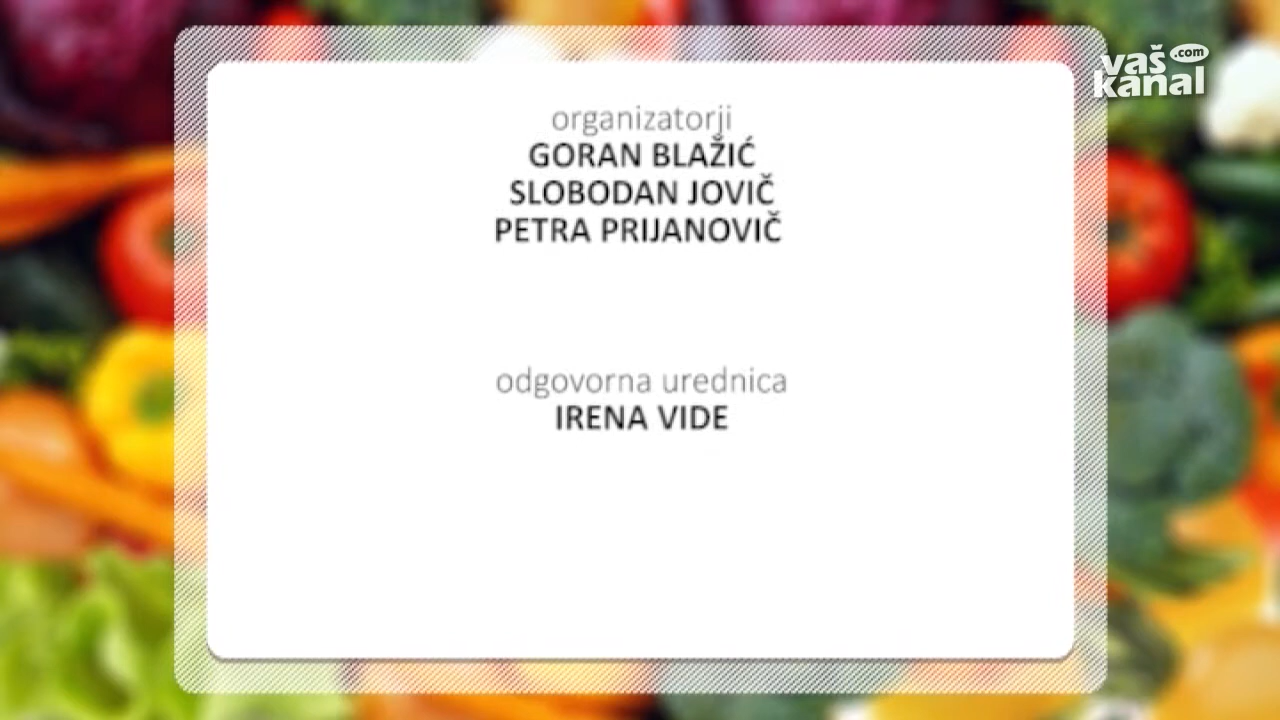 vaš .com
kanal
organizatorji
GORAN BLAŽIĆ
SLOBODAN JOVIČ
PETRA PRIJANOVIČ
odgovorna urednica
IRENA VIDE